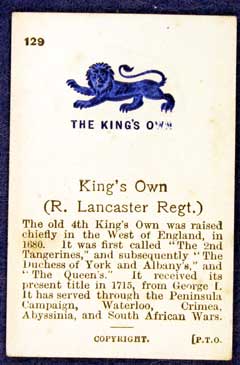 129
THE KING'S OWN
King's Own
(R. Lancaster Regt.)
The old 4th King's Own was raised
chiefly in the West of England, in
1680. It was first called "The 2nd
Tangerines," and subsequently "The
Duchess of York and Albany's," and
"The Queen's." It received its
present title in 1715, from George I.
It has served through the Peninsula
Campaign, Waterloo, Crimea,
Abyssinia, and South African Wars.
COPYRIGHT. [P.T.O.